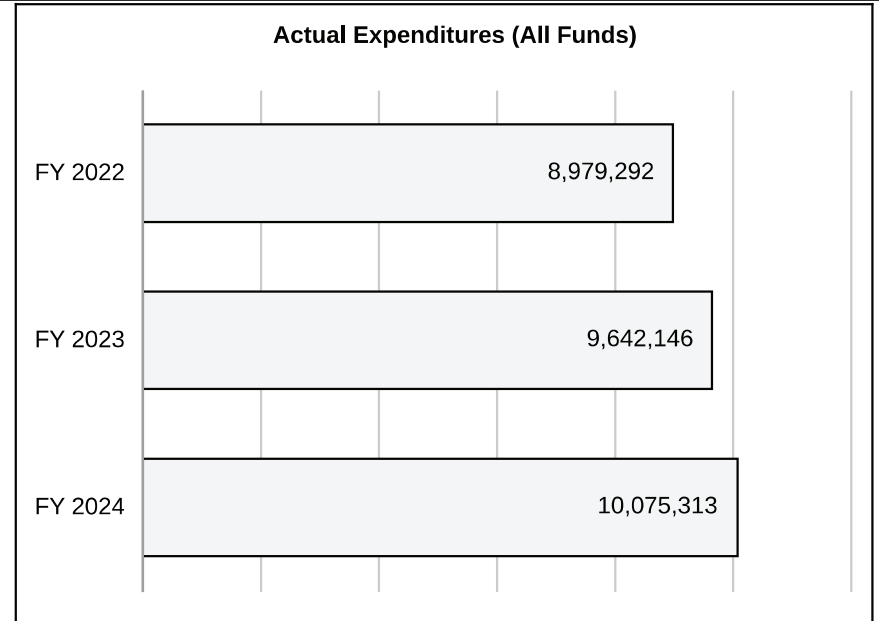 Actual Expenditures (All Funds)
FY 2022 8,979,292
FY 2023 9,642,146
FY 2024 10,075,313